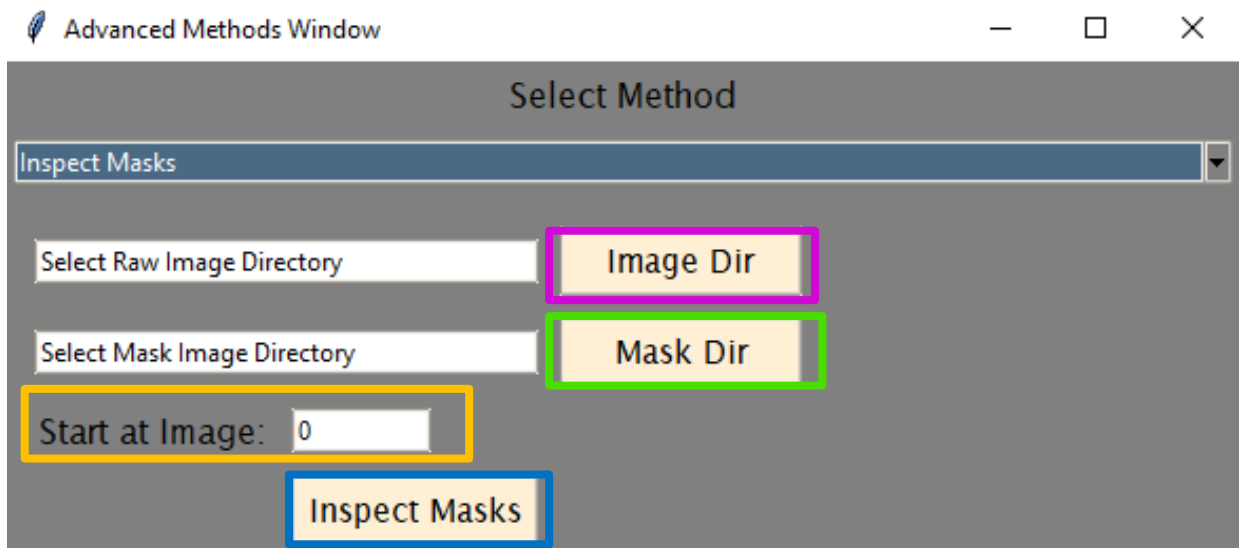 Advanced Methods Window
Select Method
Inspect Masks
Select Raw Image Directory Image Dir
Select Mask Image Directory Mask Dir
Start at Image: 0
Inspect Masks